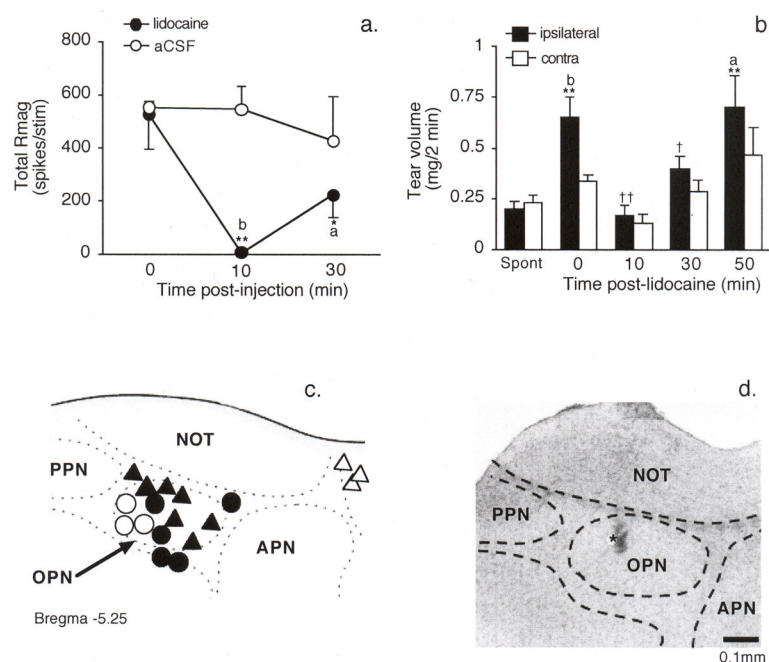 lidocaine
aCSF
a.
800
600
400
200
0
Total Rmag
(spikes/stim)
b
**
*
a
0 10 30
Time post-injection (min)
b
ipsilateral
contra
1
0.75
0.5
0.25
0
Tear volume
(mg/2 min)
b
**
††
†
a
**
Spont 0 10 30 50
Time post-lidocaine (min)
c.
NOT
PPN
APN
OPN
Bregma -5.25
d.
NOT
PPN
*
OPN
APN
0.1mm